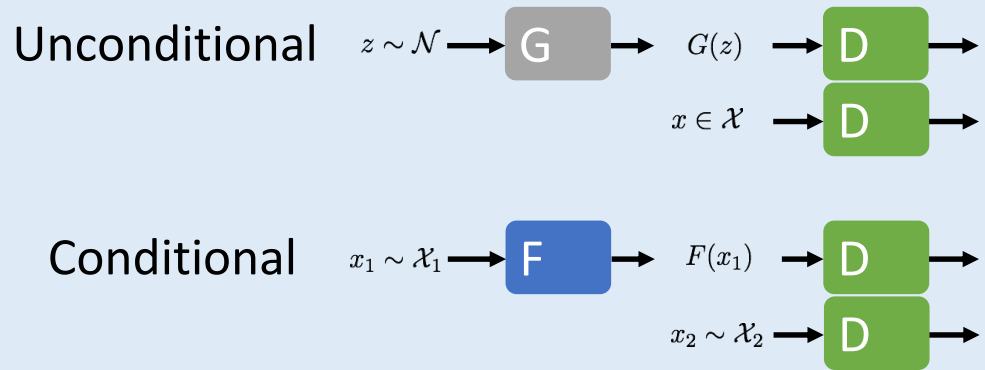 Unconditional z ∼ 𝒩 G G(z) D
x ∈ 𝒳 D
Conditional x₁ ∼ 𝒳₁ F F(x₁) D
x₂ ∼ 𝒳₂ D